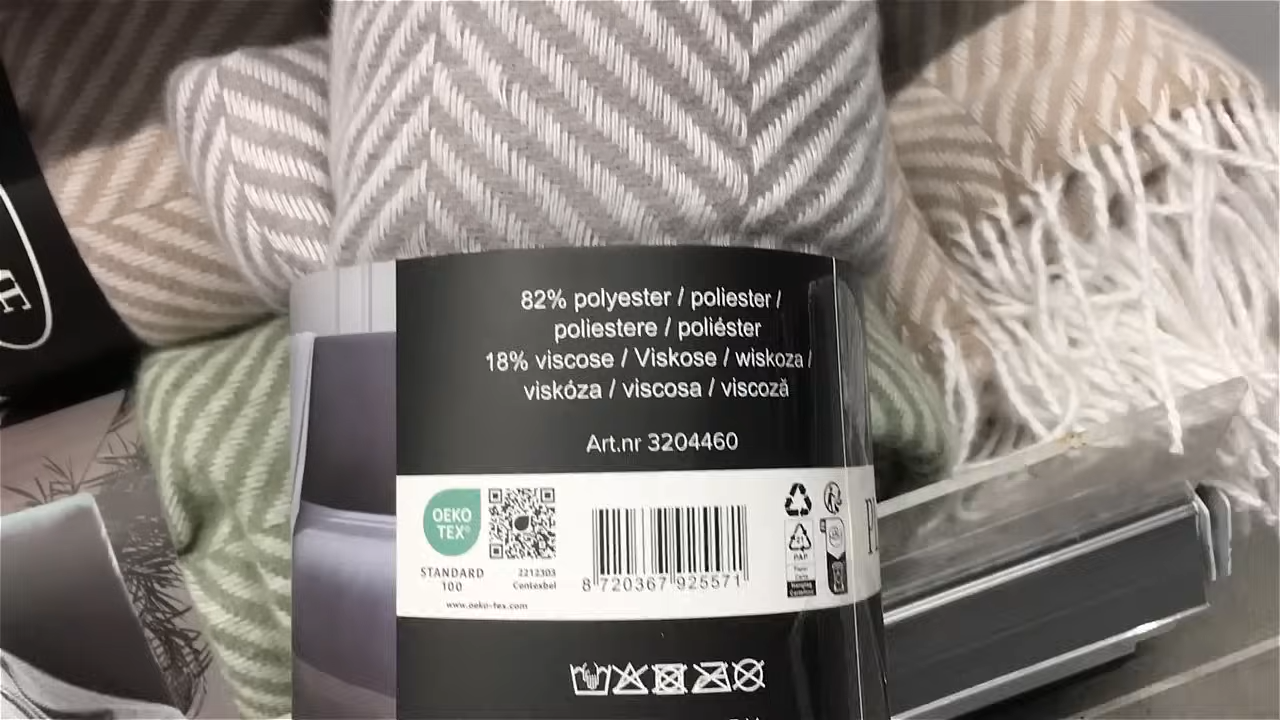 82% polyester / poliester /
poliestere / poliéster
18% viscose / Viskose / wiskoza /
viskóza / viscosa / viscoză
Art.nr 3204460
OEKO
TEX®
STANDARD
100
2212303
Centexbel
www.oeko-tex.com
8 720367 925571
PAP